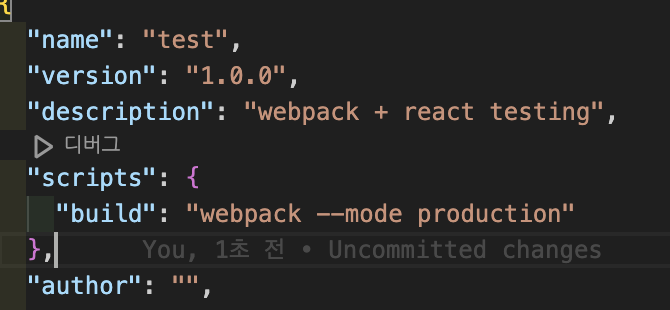 {
"name": "test",
"version": "1.0.0",
"description": "webpack + react testing",
디버그
"scripts": {
"build": "webpack --mode production"
}, You, 1초 전 • Uncommitted changes
"author": "",